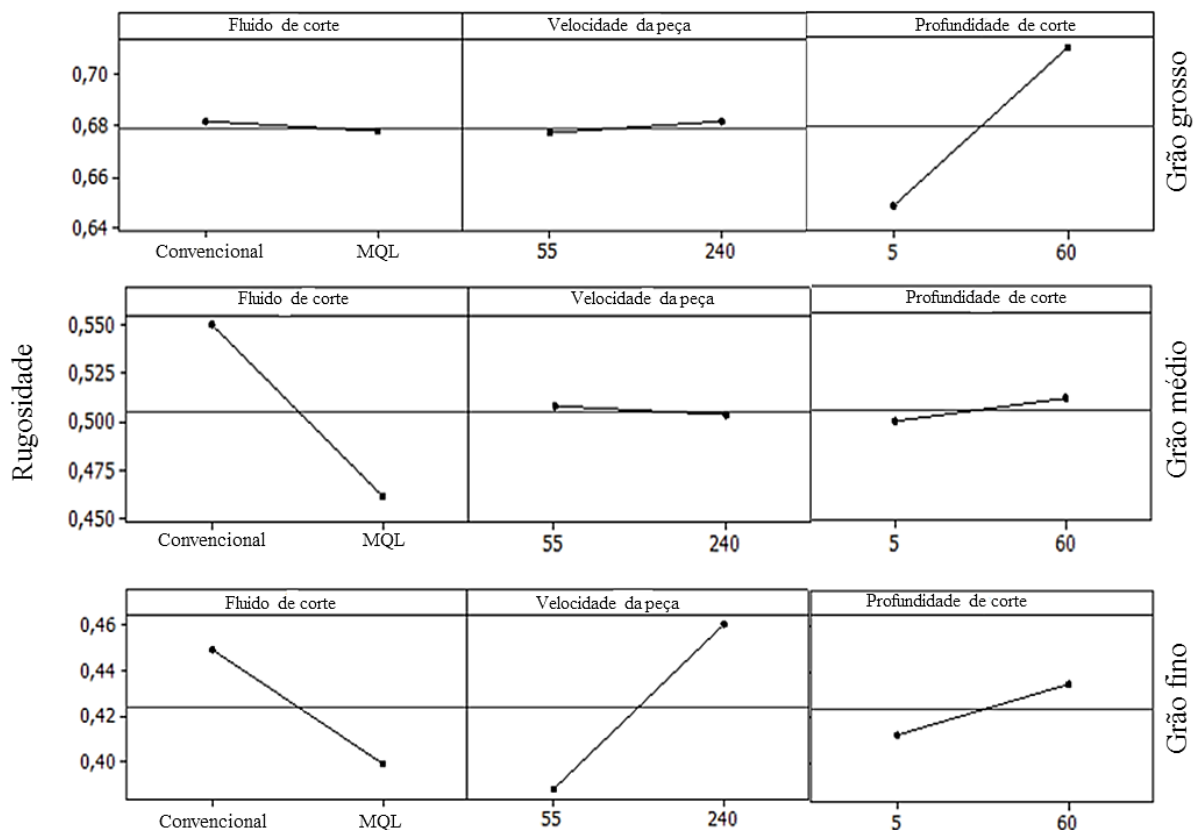 Fluido de corte Velocidade da peça Profundidade de corte
0,70
0,68
0,66
0,64
Convencional MQL 55 240 5 60
Grão grosso
Rugosidade
Fluido de corte Velocidade da peça Profundidade de corte
0,550
0,525
0,500
0,475
0,450
Convencional MQL 55 240 5 60
Grão médio
Fluido de corte Velocidade da peça Profundidade de corte
0,46
0,44
0,42
0,40
Convencional MQL 55 240 5 60
Grão fino